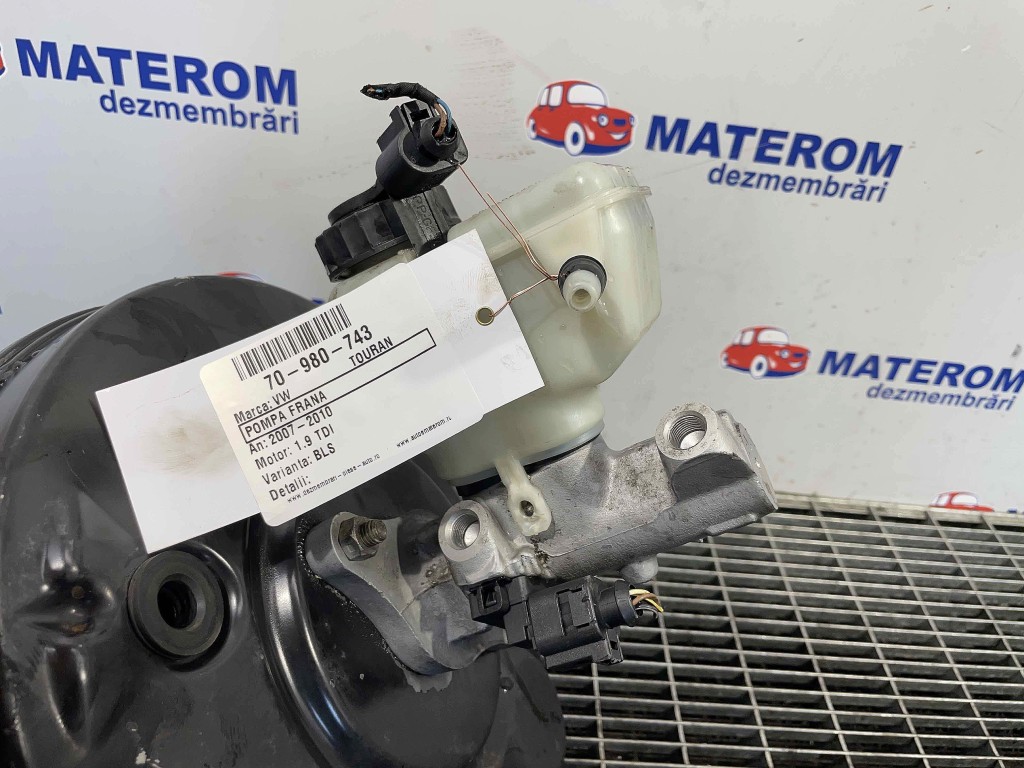 MATEROM
dezmembrări
MATEROM
dezmembrări
MATEROM
dezmembrări
70-980-743
Marca: VW TOURAN
POMPA FRANA
An: 2007-2010
Motor: 1.9 TDI
Varianta: BLS
Detalii:
www.dezmembrari-piese-auto.ro www.autosmaterom.ro